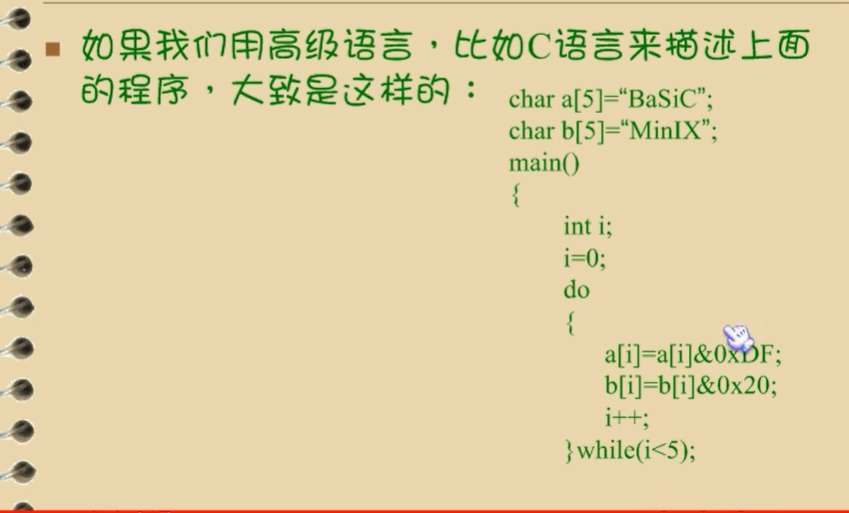 如果我们用高级语言，比如C语言来描述上面
的程序，大致是这样的：
char a[5]=“BaSiC”;
char b[5]=“MinIX”;
main()
{
int i;
i=0;
do
{
a[i]=a[i]&0xDF;
b[i]=b[i]&0x20;
i++;
}while(i<5);